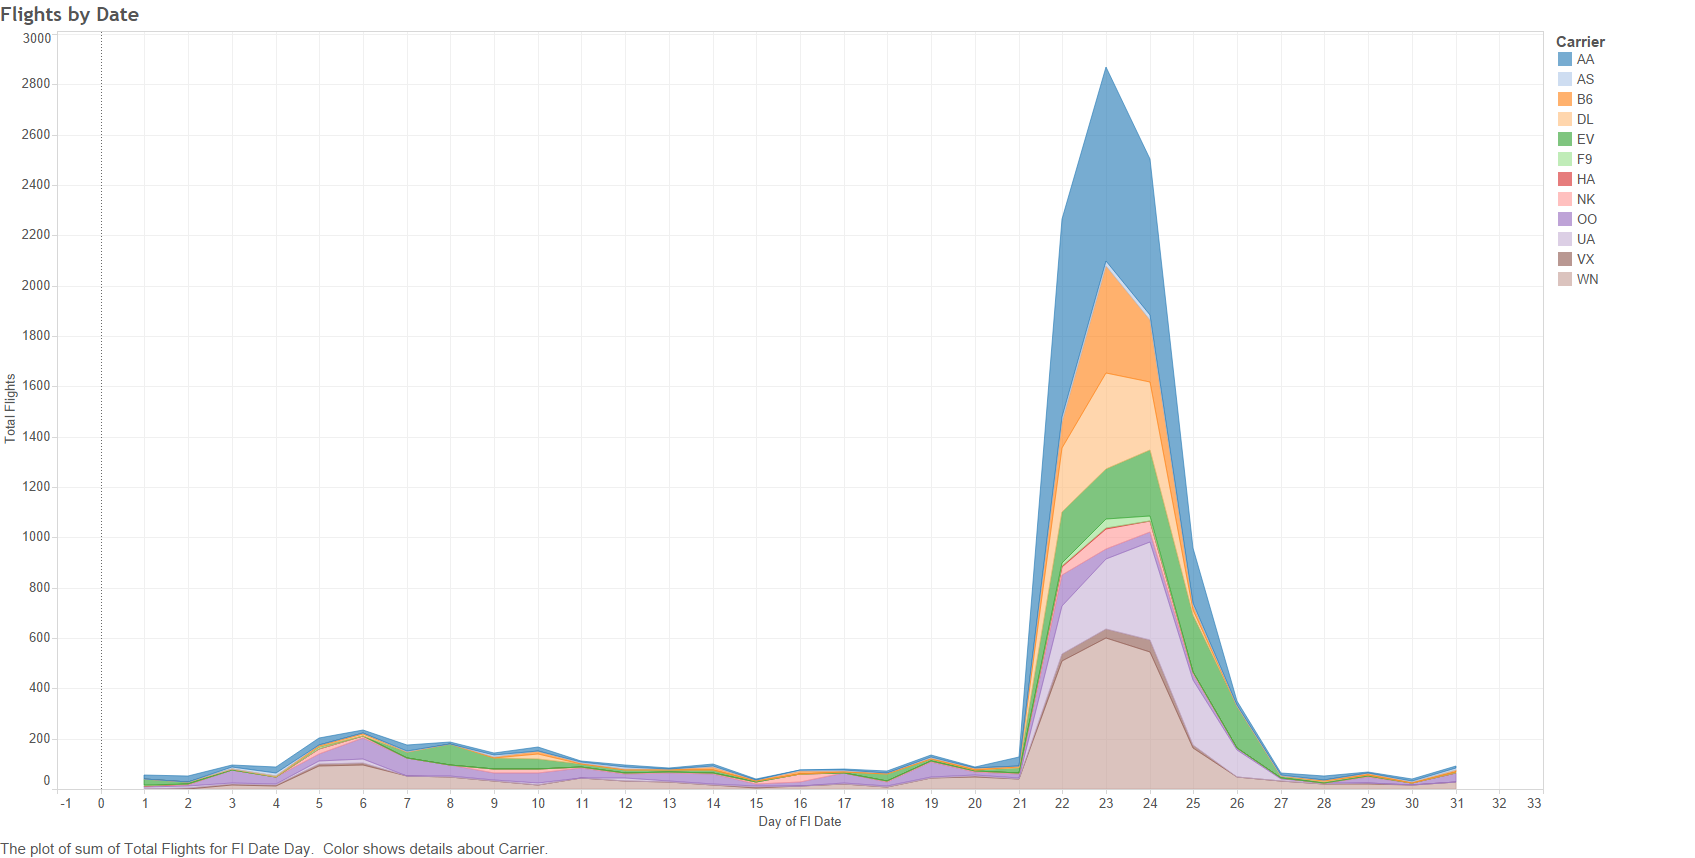 Flights by Date
3000
2800
2600
2400
2200
2000
1800
1600
1400
1200
1000
800
600
400
200
0
Total Flights
-1 0 1 2 3 4 5 6 7 8 9 10 11 12 13 14 15 16 17 18 19 20 21 22 23 24 25 26 27 28 29 30 31 32 33
Day of Fl Date
Carrier
AA
AS
B6
DL
EV
F9
HA
NK
OO
UA
VX
WN
The plot of sum of Total Flights for Fl Date Day.  Color shows details about Carrier.